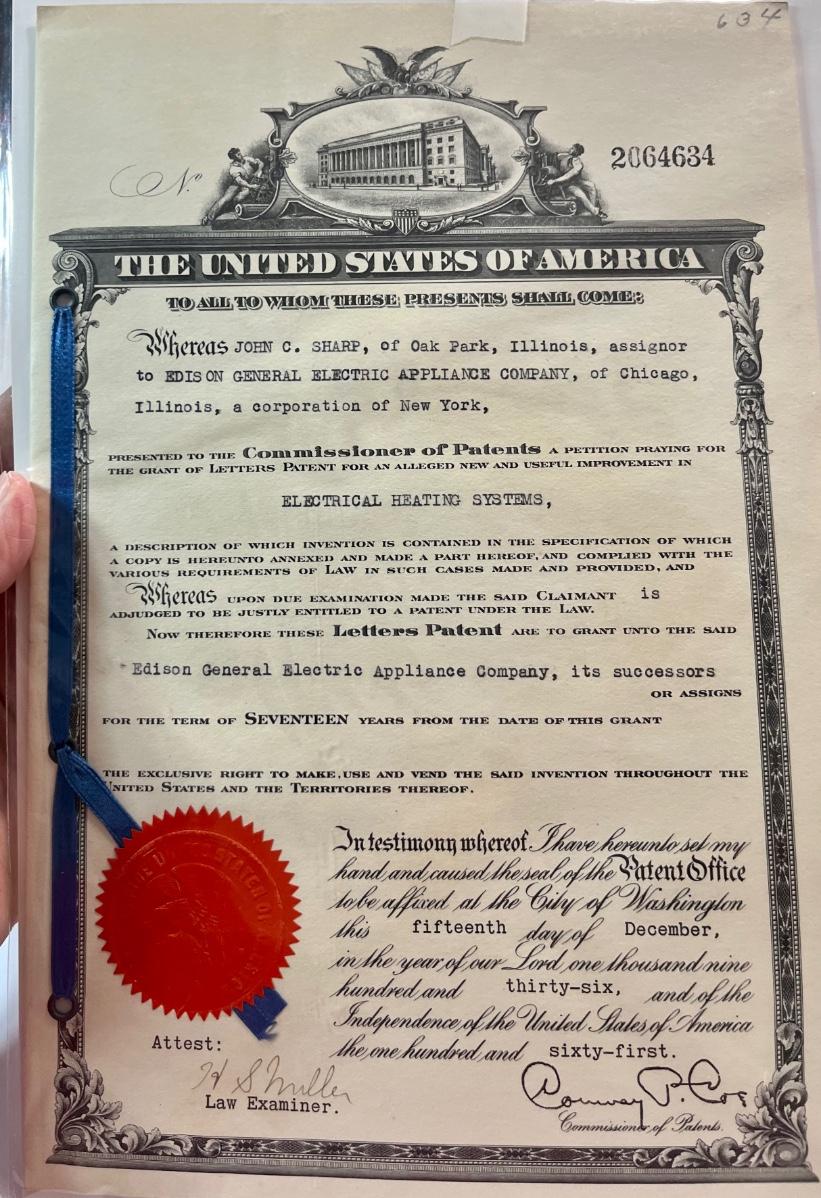 634
No.
2064634
THE UNITED STATES OF AMERICA
TO ALL TO WHOM THESE PRESENTS SHALL COME:
Whereas JOHN C. SHARP, of Oak Park, Illinois, assignor
to EDISON GENERAL ELECTRIC APPLIANCE COMPANY, of Chicago,
Illinois, a corporation of New York,
PRESENTED TO THE Commissioner of Patents A PETITION PRAYING FOR
THE GRANT OF LETTERS PATENT FOR AN ALLEGED NEW AND USEFUL IMPROVEMENT IN
ELECTRICAL HEATING SYSTEMS,
A DESCRIPTION OF WHICH INVENTION IS CONTAINED IN THE SPECIFICATION OF WHICH
A COPY IS HEREUNTO ANNEXED AND MADE A PART HEREOF, AND COMPLIED WITH THE
VARIOUS REQUIREMENTS OF LAW IN SUCH CASES MADE AND PROVIDED, AND
Whereas UPON DUE EXAMINATION MADE THE SAID CLAIMANT is
ADJUDGED TO BE JUSTLY ENTITLED TO A PATENT UNDER THE LAW.
NOW THEREFORE THESE Letters Patent ARE TO GRANT UNTO THE SAID
Edison General Electric Appliance Company, its successors
OR ASSIGNS
FOR THE TERM OF SEVENTEEN YEARS FROM THE DATE OF THIS GRANT
THE EXCLUSIVE RIGHT TO MAKE, USE AND VEND THE SAID INVENTION THROUGHOUT THE
UNITED STATES AND THE TERRITORIES THEREOF.
In testimony whereof I have hereunto set my
hand and caused the seal of the Patent Office
to be affixed at the City of Washington
this fifteenth day of December,
in the year of our Lord one thousand nine
hundred and thirty-six, and of the
Independence of the United States of America
the one hundred and sixty-first.
Attest:
H S Miller
Law Examiner.
Conway P. Coe
Commissioner of Patents.